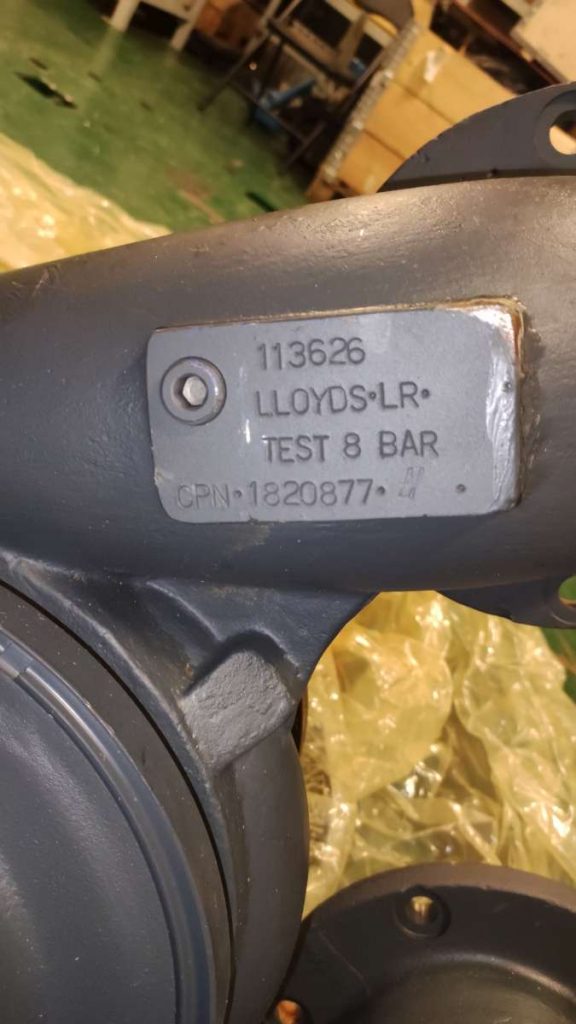 113626
LLOYDS•LR•
TEST 8 BAR
CPN•1820877•